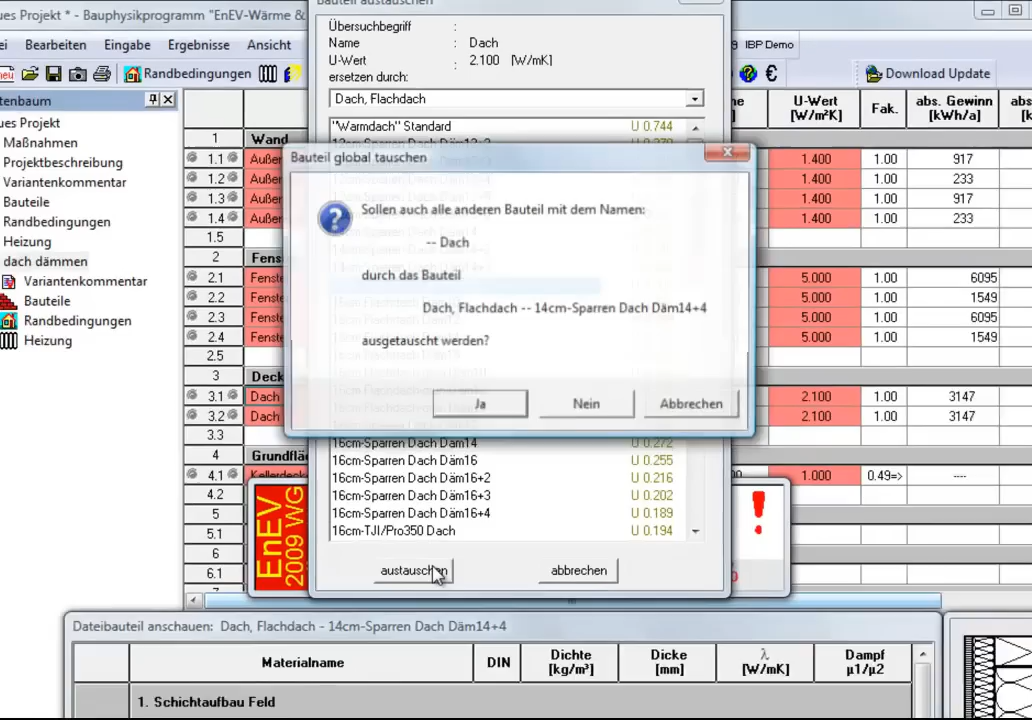 ues Projekt * - Bauphysikprogramm "EnEV-Wärme &
Bauteil austauschen
ei Bearbeiten Eingabe Ergebnisse Ansicht
9 IBP Demo
neu Randbedingungen
€ Download Update
tenbaum
ues Projekt
Maßnahmen
Projektbeschreibung
Variantenkommentar
Bauteile
Randbedingungen
Heizung
dach dämmen
Variantenkommentar
Bauteile
Randbedingungen
Heizung
Übersuchbegriff :
Name : Dach
U-Wert : 2.100 [W/mK]
ersetzen durch:
Dach, Flachdach
"Warmdach" Standard U 0.744
Bauteil global tauschen
Sollen auch alle anderen Bauteil mit dem Namen:
-- Dach
durch das Bauteil
Dach, Flachdach -- 14cm-Sparren Dach Däm14+4
ausgetauscht werden?
Ja Nein Abbrechen
16cm-Sparren Dach Däm14 U 0.272
16cm-Sparren Dach Däm16 U 0.255
16cm-Sparren Dach Däm16+2 U 0.216
16cm-Sparren Dach Däm16+3 U 0.202
16cm-Sparren Dach Däm16+4 U 0.189
16cm-TJI/Pro350 Dach U 0.194
austauschen abbrechen
me U-Wert [W/m²K] Fak. abs. Gewinn [kWh/a] abs. [k
1 Wand
1.1 Außer 1.400 1.00 917
1.2 Außer 1.400 1.00 233
1.3 Außer 1.400 1.00 917
1.4 Außer 1.400 1.00 233
1.5
2 Fens
2.1 Fenste 5.000 1.00 6095
2.2 Fenste 5.000 1.00 1549
2.3 Fenste 5.000 1.00 6095
2.4 Fenste 5.000 1.00 1549
2.5
3 Deck
3.1 Dach 2.100 1.00 3147
3.2 Dach 2.100 1.00 3147
3.3
4 Grundflä
4.1 Kellerdecke 1.000 0.49=> ----
4.2
5
5.1
6
6.1
7
EnEV
2009 WG
!
Dateibauteil anschauen: Dach, Flachdach - 14cm-Sparren Dach Däm14+4
Materialname DIN Dichte [kg/m³] Dicke [mm] λ [W/mK] Dampf µ1/µ2
1. Schichtaufbau Feld